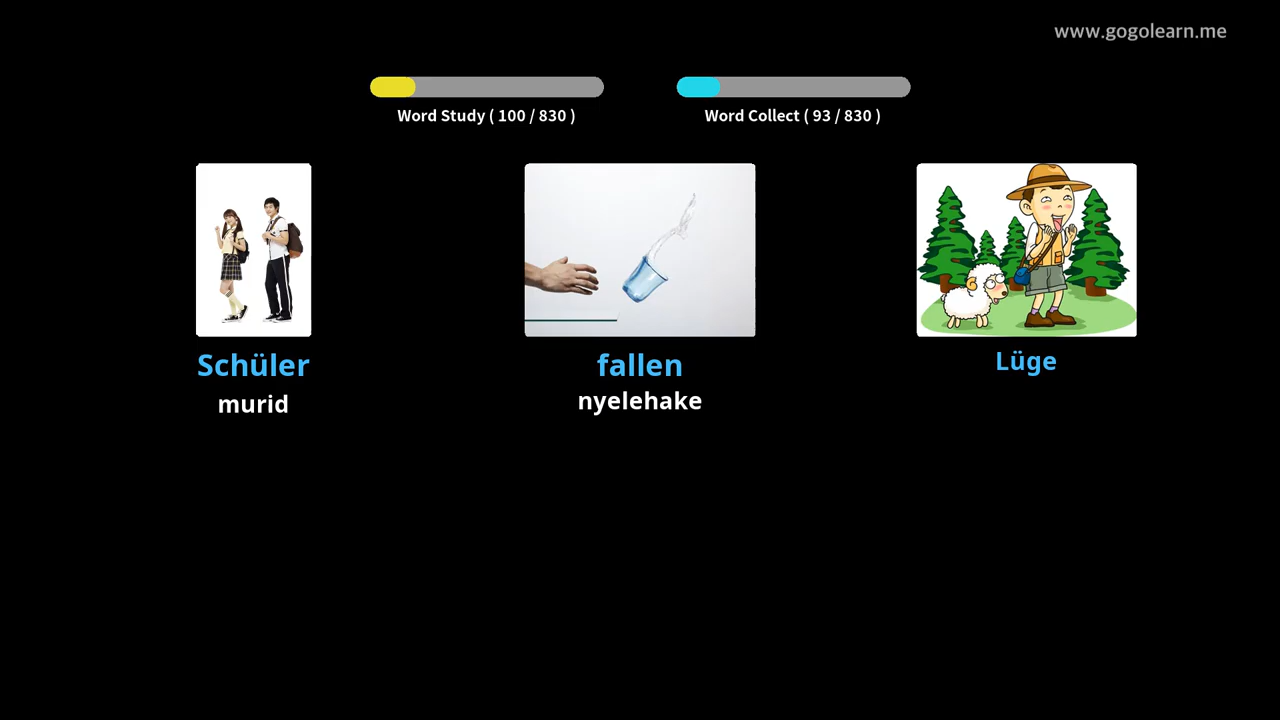 www.gogolearn.me
Word Study ( 100 / 830 )
Word Collect ( 93 / 830 )
Schüler
murid
fallen
nyelehake
Lüge